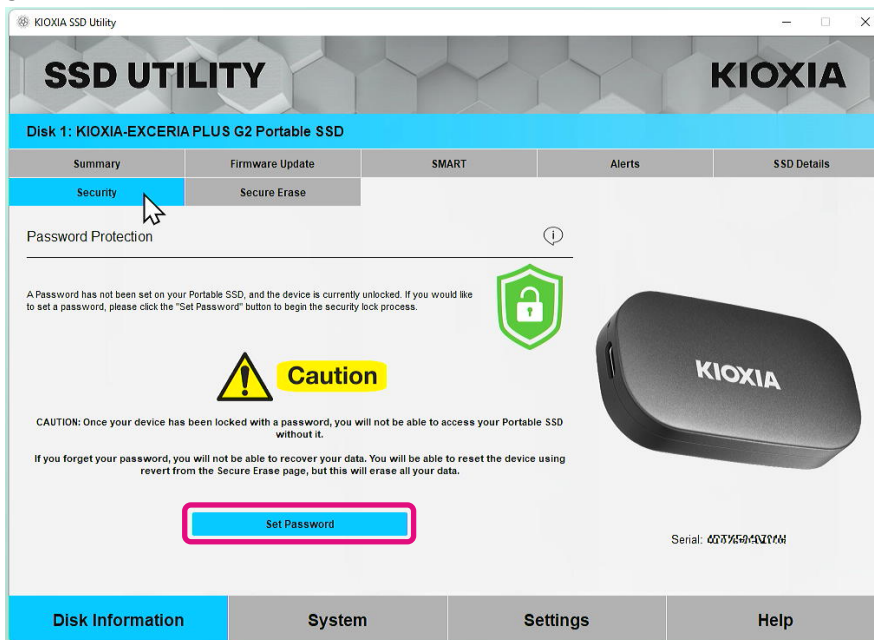 KIOXIA SSD Utility
SSD UTILITY
KIOXIA
Disk 1: KIOXIA-EXCERIA PLUS G2 Portable SSD
Summary
Firmware Update
SMART
Alerts
SSD Details
Security
Secure Erase
Password Protection
A Password has not been set on your Portable SSD, and the device is currently unlocked. If you would like
to set a password, please click the "Set Password" button to begin the security lock process.
KIOXIA
Caution
CAUTION: Once your device has been locked with a password, you will not be able to access your Portable SSD
without it.
If you forget your password, you will not be able to recover your data. You will be able to reset the device using
revert from the Secure Erase page, but this will erase all your data.
Set Password
Serial:
Disk Information
System
Settings
Help